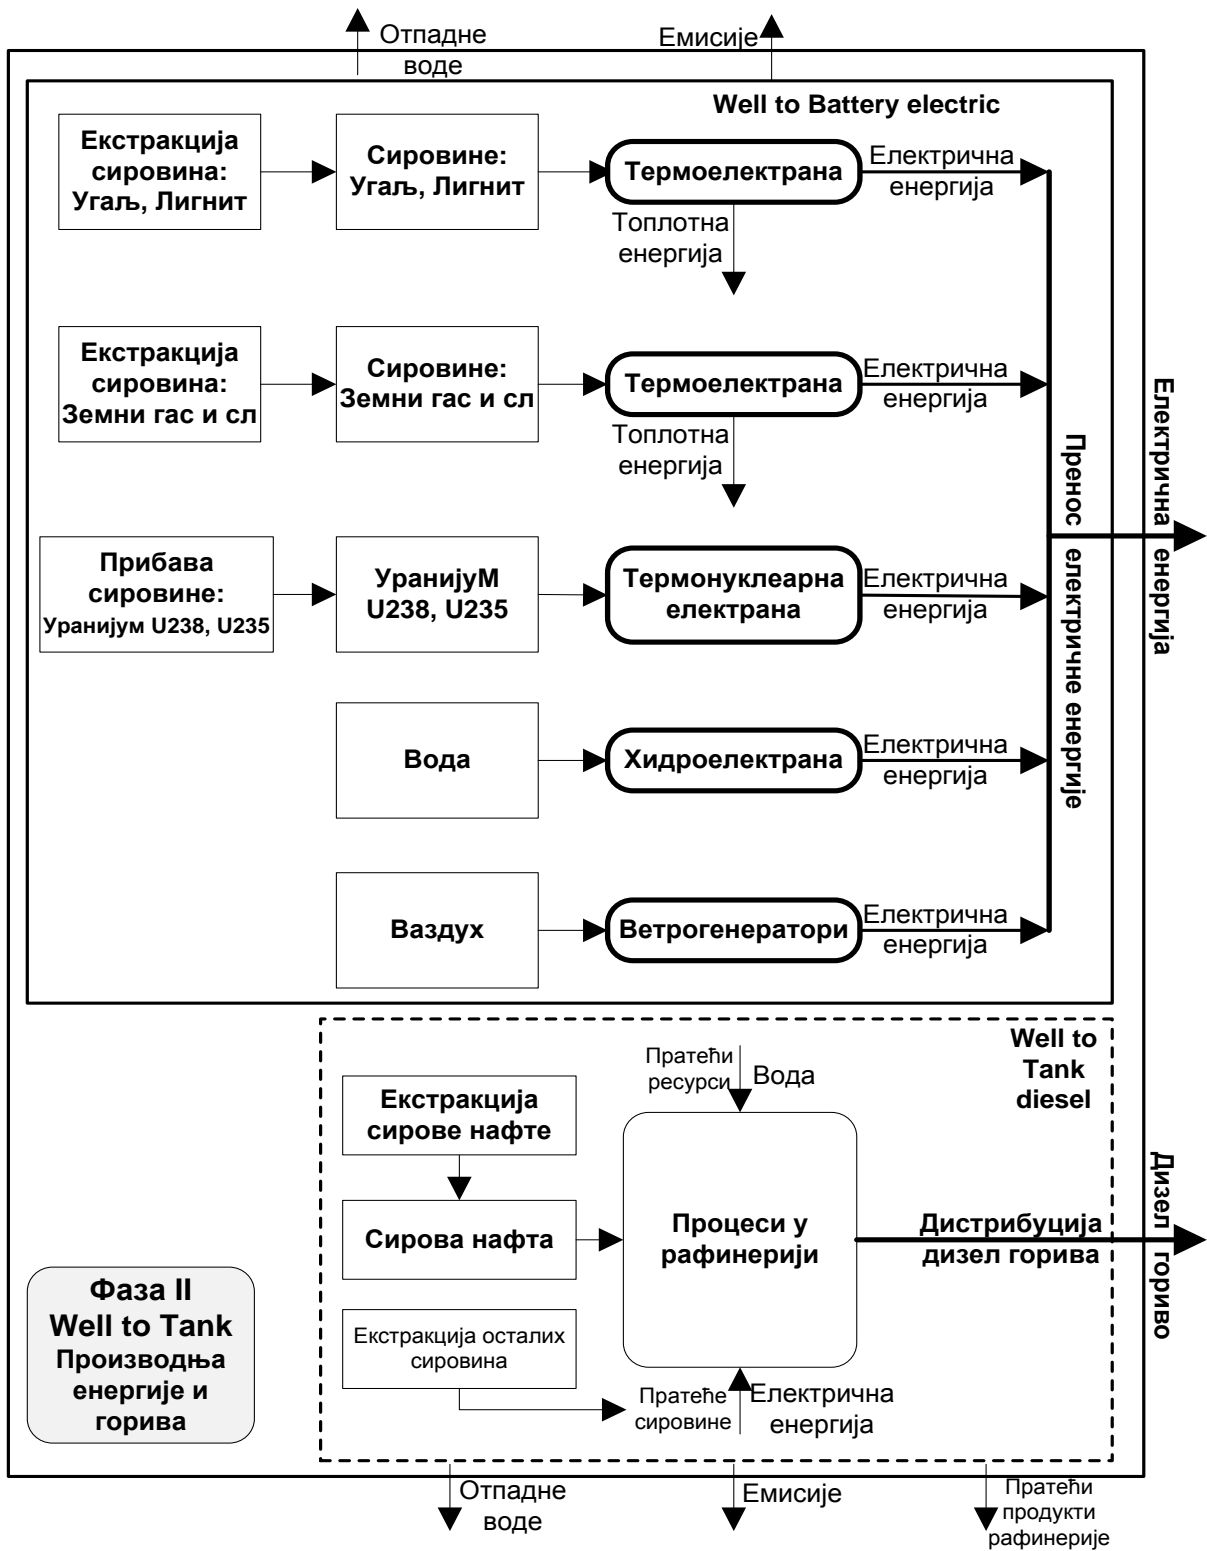 Отпадне
воде
Емисије
Well to Battery electric
Екстракција
сировина:
Угаљ, Лигнит
Сировине:
Угаљ, Лигнит
Термоелектрана
Електрична
енергија
Топлотна
енергија
Екстракција
сировина:
Земни гас и сл
Сировине:
Земни гас и сл
Термоелектрана
Електрична
енергија
Топлотна
енергија
Прибава
сировине:
Уранијум U238, U235
УранијуМ
U238, U235
Термонуклеарна
електрана
Електрична
енергија
Вода
Хидроелектрана
Електрична
енергија
Ваздух
Ветрогенератори
Електрична
енергија
Пренос електричне енергије
Електрична енергија
Well to
Tank
diesel
Пратећи
ресурси
Вода
Екстракција
сирове нафте
Сирова нафта
Процеси у
рафинерији
Дистрибуција
дизел горива
Дизел гориво
Екстракција осталих
сировина
Пратеће
сировине
Електрична
енергија
Фаза II
Well to Tank
Производња
енергије и
горива
Отпадне
воде
Емисије
Пратећи
продукти
рафинерије